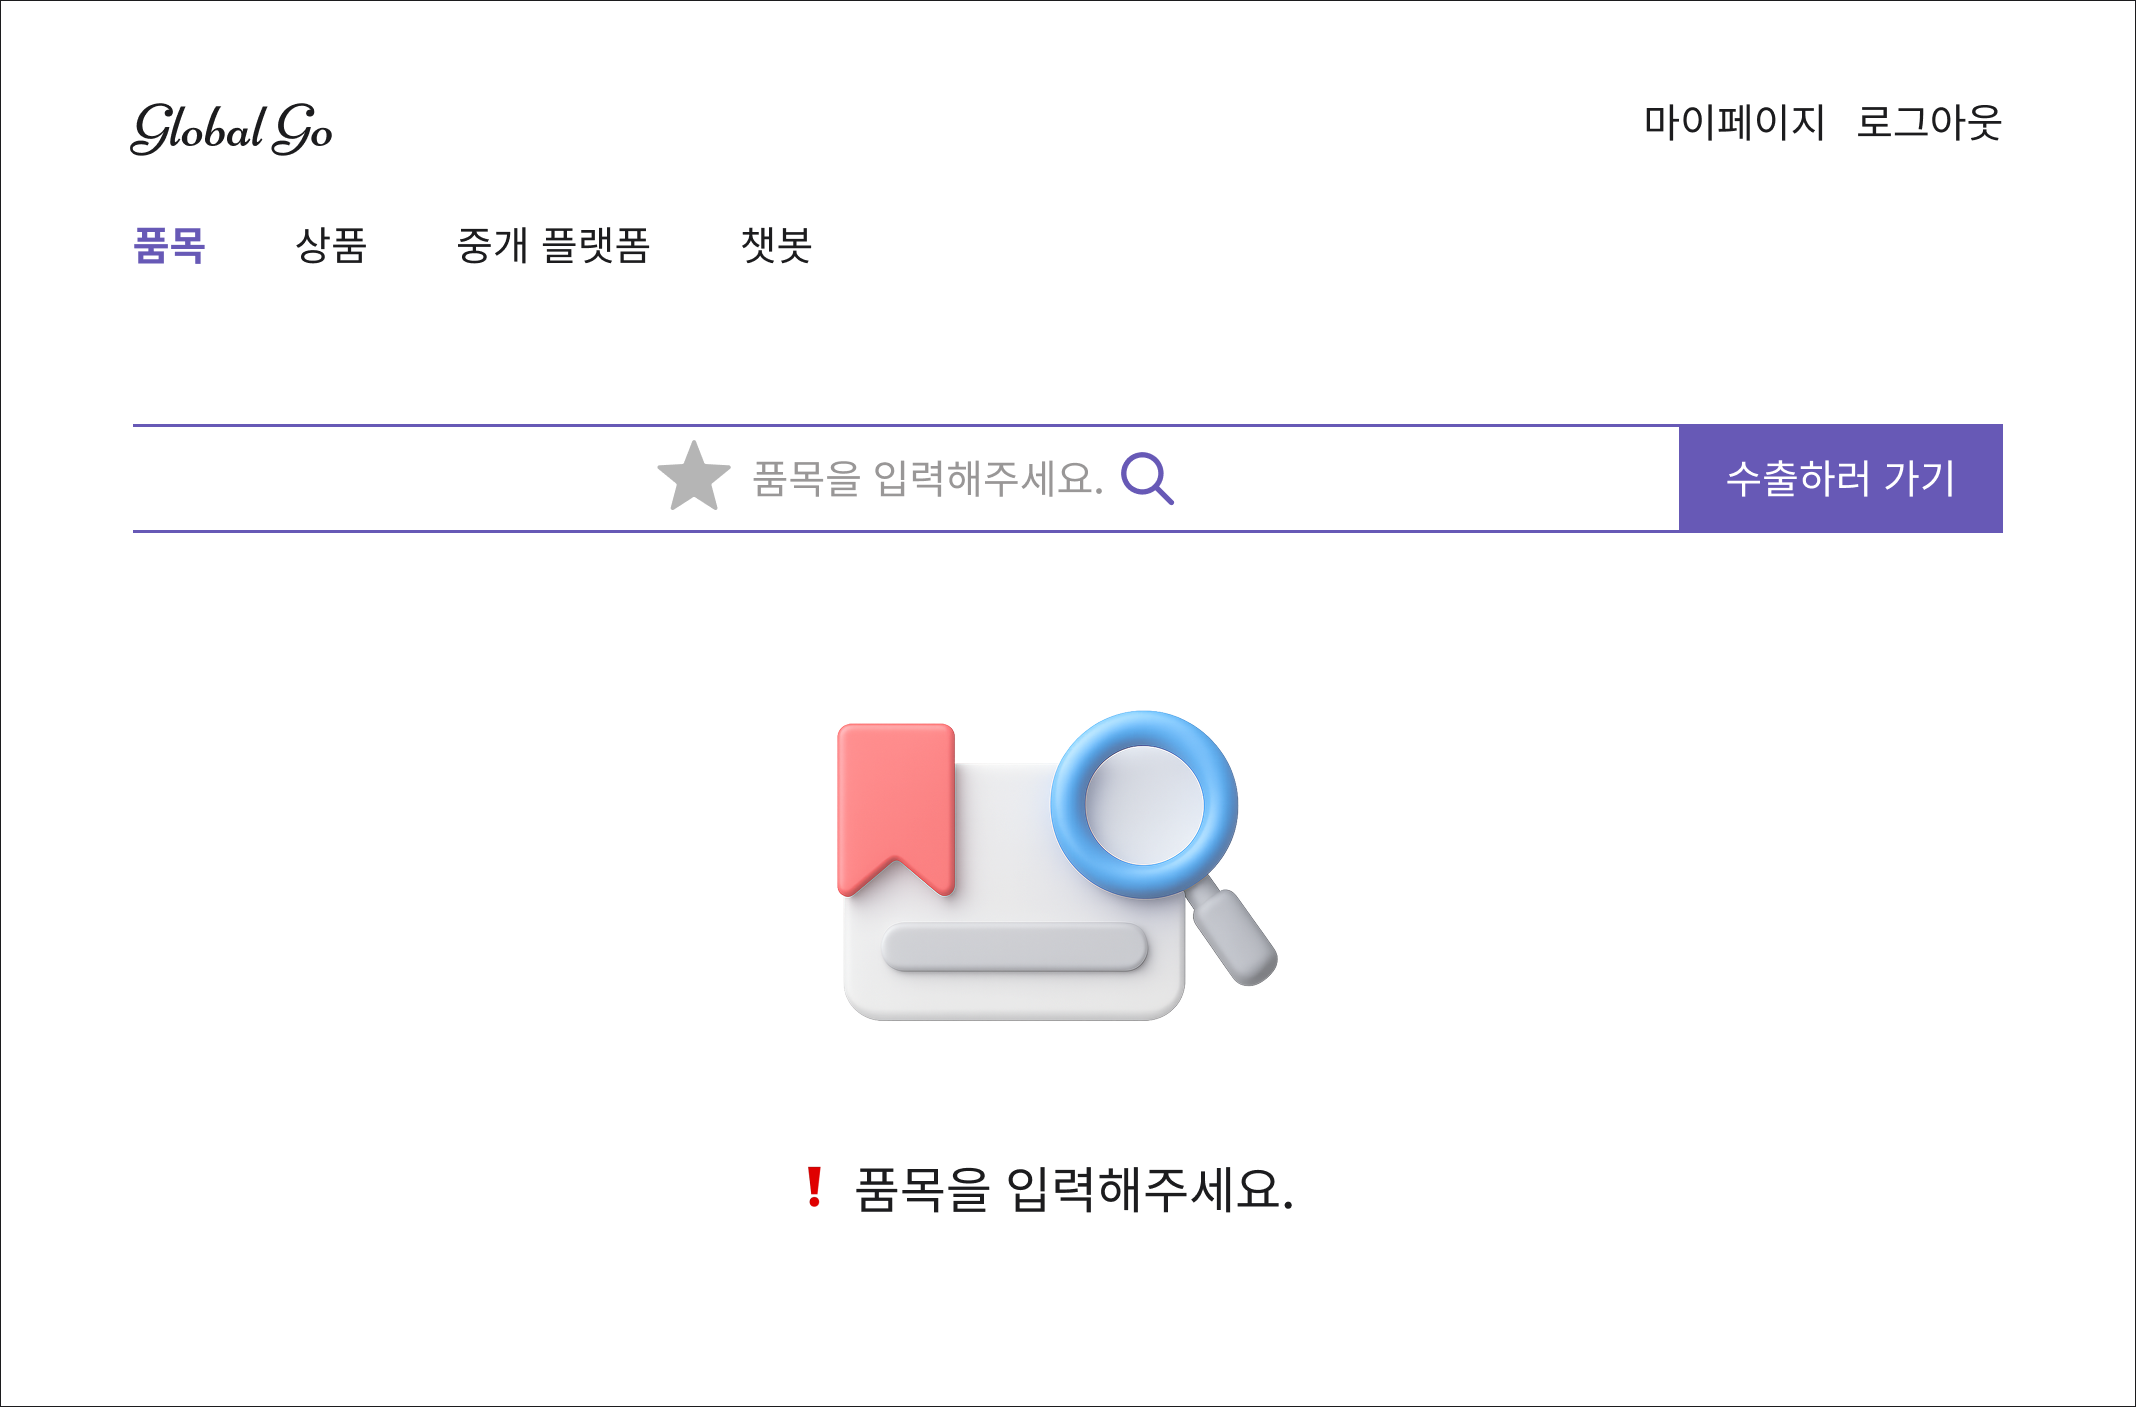 Global Go
마이페이지 로그아웃
품목 상품 중개 플랫폼 챗봇
품목을 입력해주세요. 수출하러 가기
! 품목을 입력해주세요.